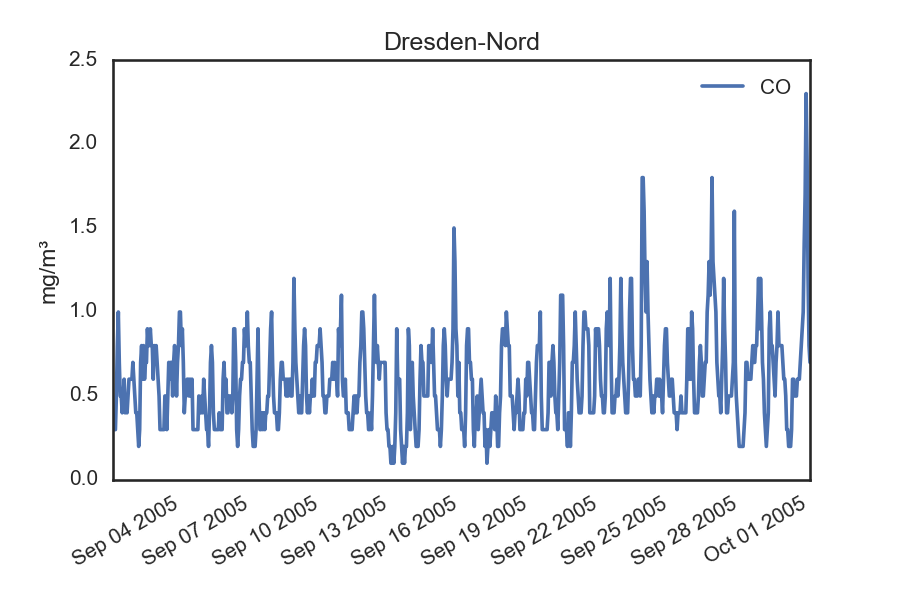 Dresden-Nord
CO
mg/m³
2.5
2.0
1.5
1.0
0.5
0.0
Sep 04 2005
Sep 07 2005
Sep 10 2005
Sep 13 2005
Sep 16 2005
Sep 19 2005
Sep 22 2005
Sep 25 2005
Sep 28 2005
Oct 01 2005